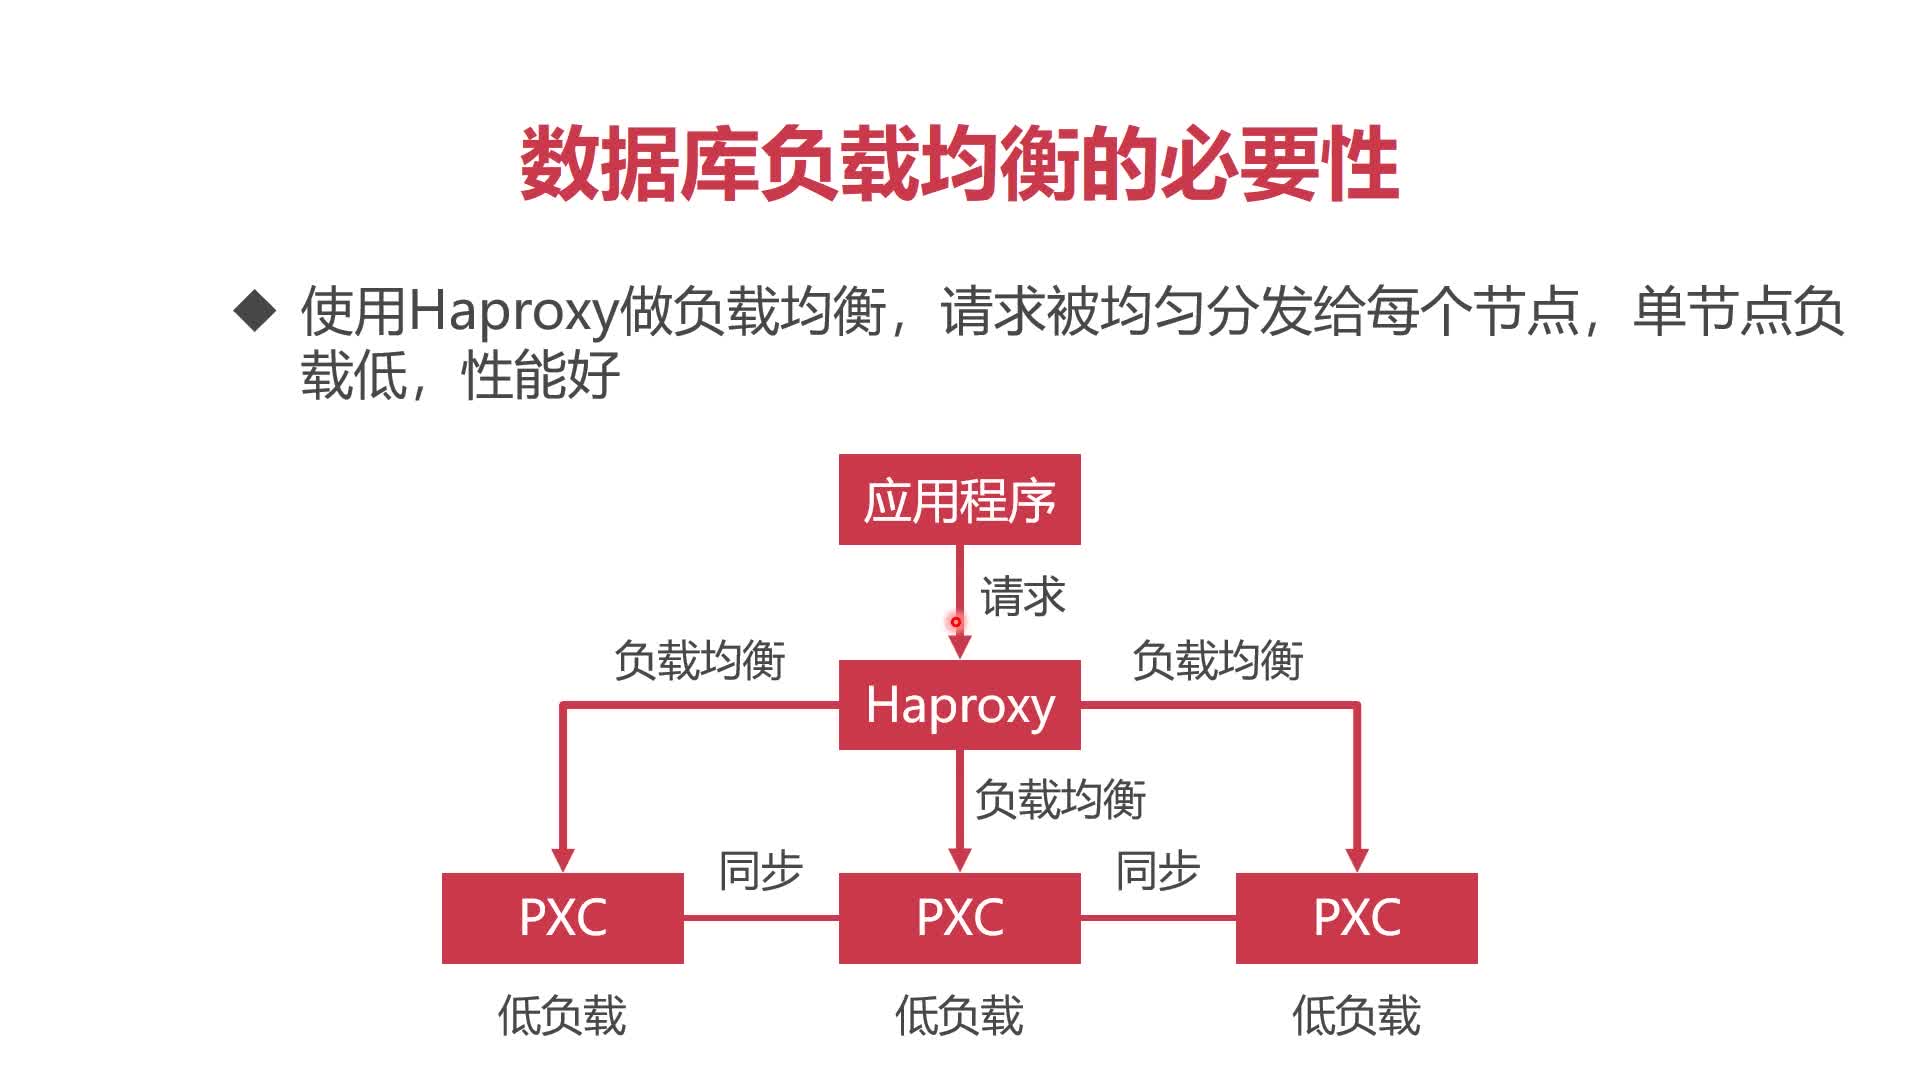 数据库负载均衡的必要性
使用Haproxy做负载均衡，请求被均匀分发给每个节点，单节点负
载低，性能好
应用程序
请求
负载均衡
负载均衡
Haproxy
负载均衡
同步
同步
PXC
PXC
PXC
低负载
低负载
低负载